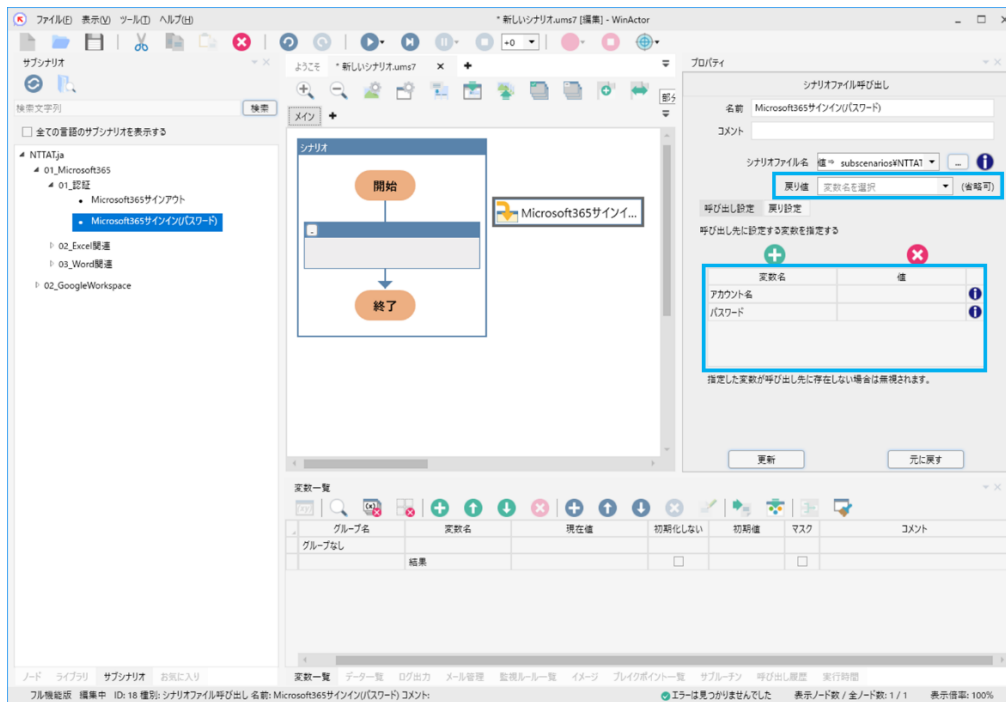 ファイル(F) 表示(V) ツール(T) ヘルプ(H)
* 新しいシナリオ.ums7 [編集] - WinActor
+0
サブシナリオ
検索文字列
検索
全ての言語のサブシナリオを表示する
NTTAT.ja
01_Microsoft365
01_認証
Microsoft365サインアウト
Microsoft365サインイン(パスワード)
02_Excel関連
03_Word関連
02_GoogleWorkspace
ノード ライブラリ サブシナリオ お気に入り
ようこそ * 新しいシナリオ.ums7
メイン
シナリオ
開始
終了
Microsoft365サインイ...
プロパティ
シナリオファイル呼び出し
名前 Microsoft365サインイン(パスワード)
コメント
シナリオファイル名 値⇒ subscenarios¥NTTAT ...
戻り値 変数名を選択 (省略可)
呼び出し設定 戻り設定
呼び出し先に設定する変数を指定する
変数名 値
アカウント名
パスワード
指定した変数が呼び出し先に存在しない場合は無視されます。
更新 元に戻す
変数一覧
グループ名 変数名 現在値 初期化しない 初期値 マスク コメント
グループなし
結果
変数一覧 データ一覧 ログ出力 メール管理 監視ルール一覧 イメージ ブレイクポイント一覧 サブルーチン 呼び出し履歴 実行時間
フル機能版 編集中 ID: 18 種別: シナリオファイル呼び出し 名前: Microsoft365サインイン(パスワード) コメント:
エラーは見つかりませんでした 表示ノード数 / 全ノード数: 1 / 1 表示倍率: 100%